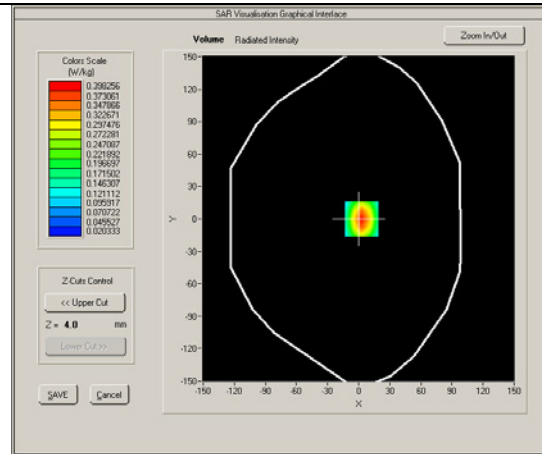 SAR Visualisation Graphical Interface
Volume Radiated Intensity
Zoom In/Out
Colors Scale
(W/kg)
0.398256
0.373061
0.347866
0.322671
0.297476
0.272281
0.247087
0.221892
0.196697
0.171502
0.146307
0.121112
0.095917
0.070722
0.045527
0.020333
Z-Cuts Control
<< Upper Cut
Z = 4.0 mm
Lower Cut >>
SAVE Cancel
150
120
90
60
30
0
-30
-60
-90
-120
-150
Y
-150 -120 -90 -60 -30 0 30 60 90 120 150
X